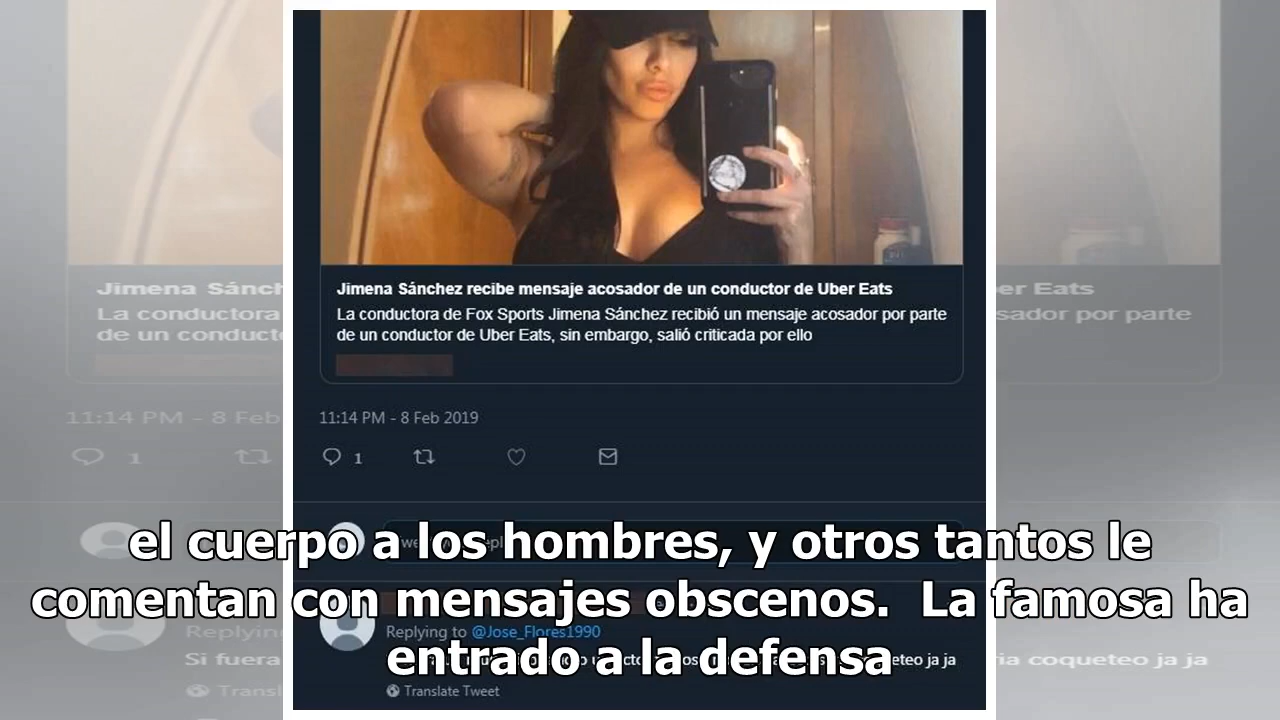 Jimena Sánchez recibe mensaje acosador de un conductor de Uber Eats
La conductora de Fox Sports Jimena Sánchez recibió un mensaje acosador por parte
de un conductor de Uber Eats, sin embargo, salió criticada por ello
11:14 PM - 8 Feb 2019
1
el cuerpo a los hombres, y otros tantos le
comentan con mensajes obscenos. La famosa ha
entrado a la defensa
Replying to @Jose_Flores1990
coqueteo ja ja
Translate Tweet